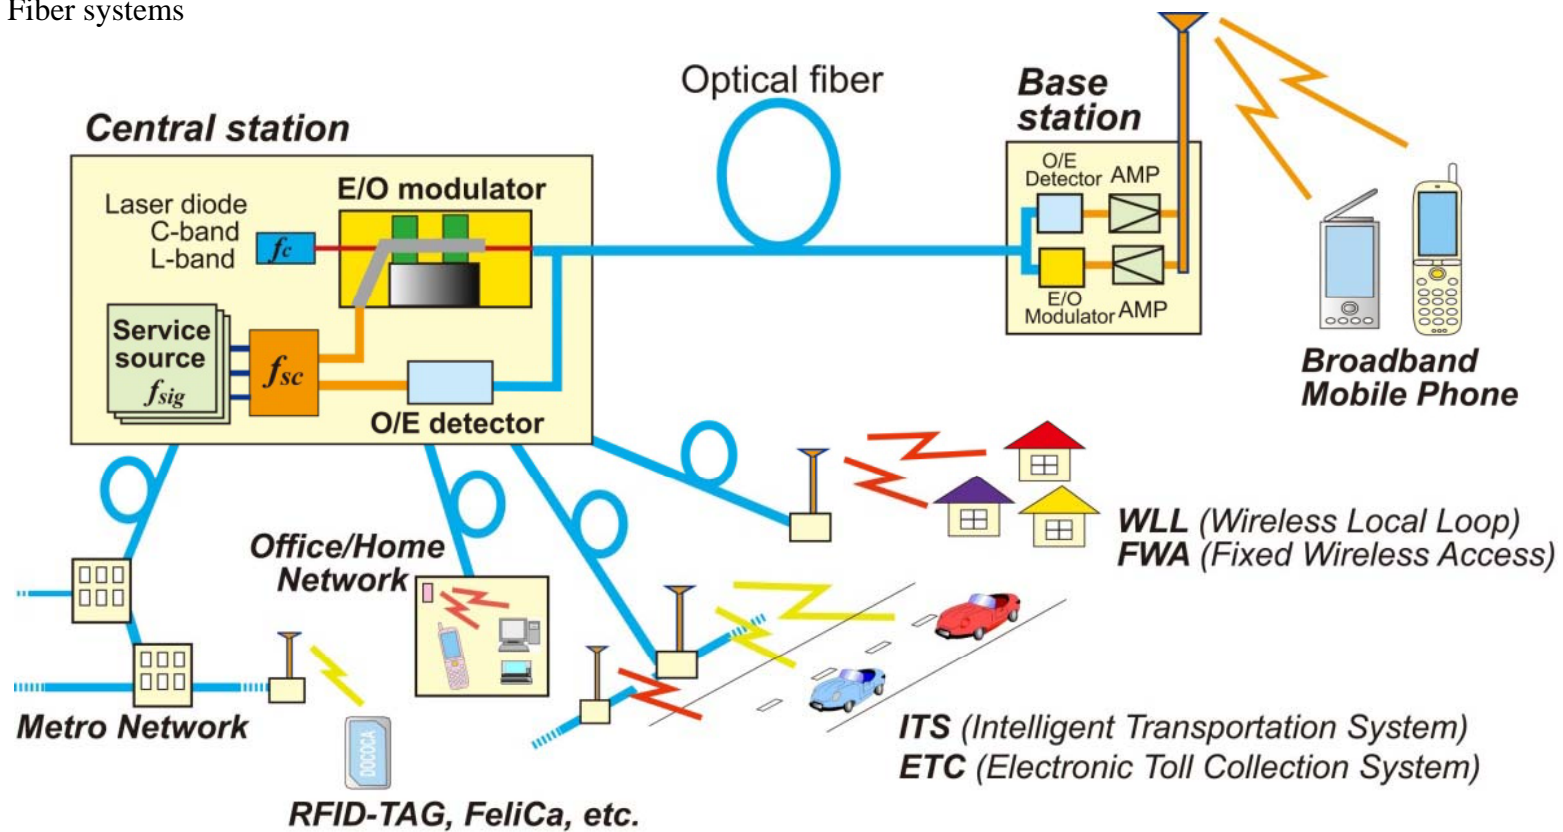 Fiber systems
Optical fiber
Base
station
Central station
O/E
Detector
AMP
E/O modulator
Laser diode
C-band
L-band
fc
E/O
Modulator
AMP
Service
source
fsig
fsc
O/E detector
Broadband
Mobile Phone
WLL (Wireless Local Loop)
FWA (Fixed Wireless Access)
Office/Home
Network
Metro Network
DOCOCA
ITS (Intelligent Transportation System)
ETC (Electronic Toll Collection System)
RFID-TAG, FeliCa, etc.